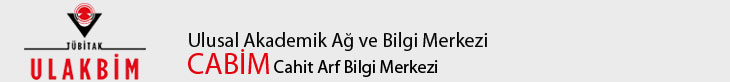 TÜBİTAK
ULAKBİM
Ulusal Akademik Ağ ve Bilgi Merkezi
CABİM Cahit Arf Bilgi Merkezi